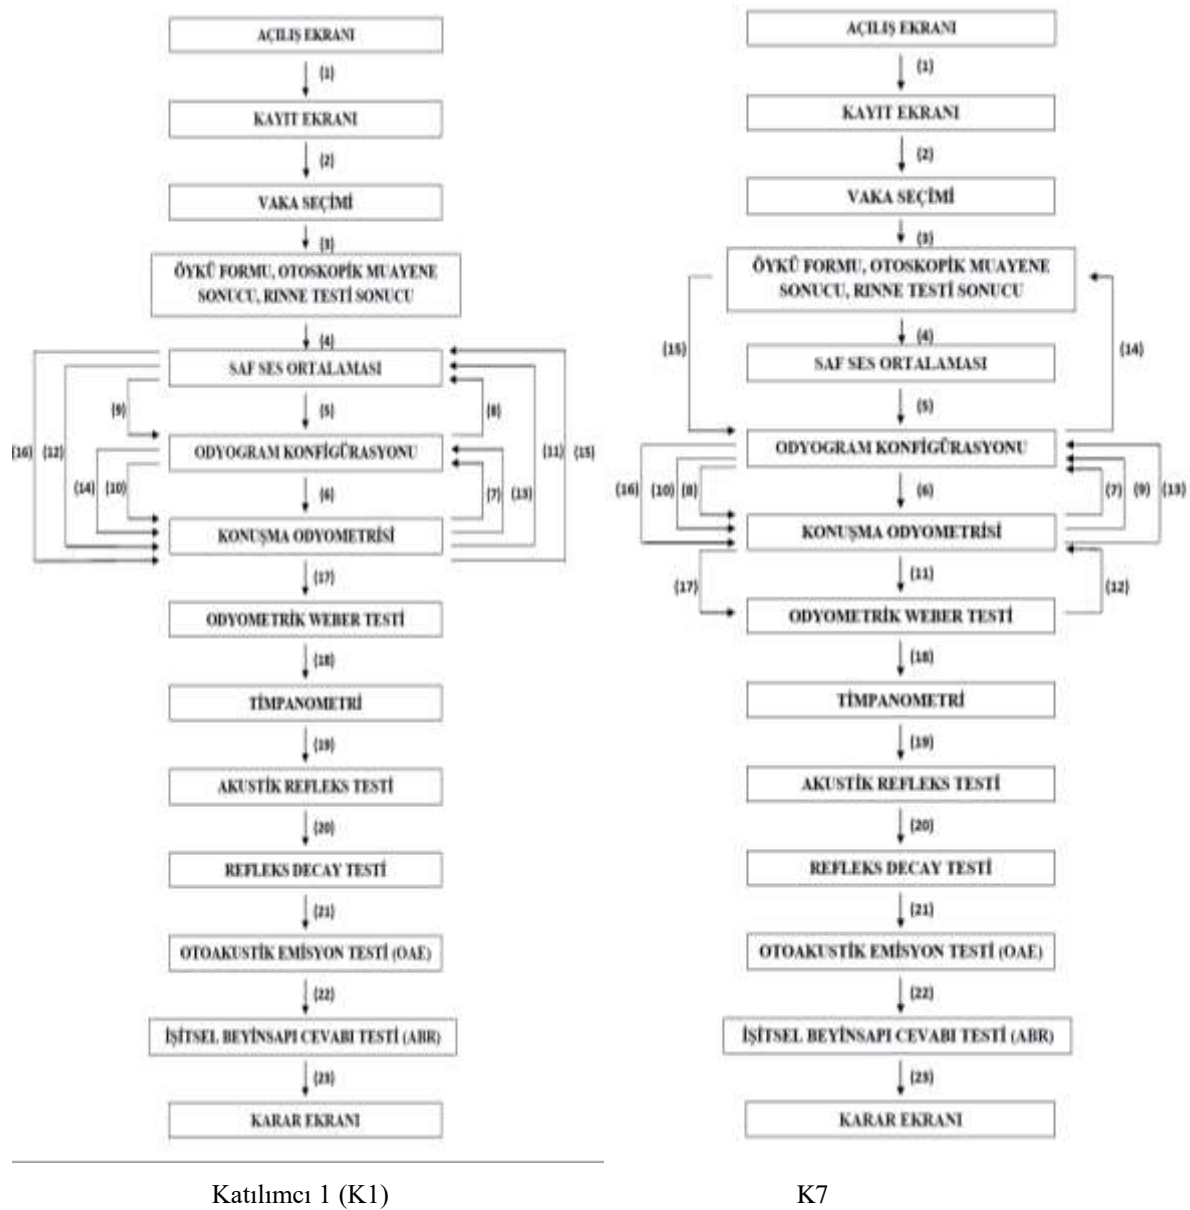 AÇILIŞ EKRANI
(1)
KAYIT EKRANI
(2)
VAKA SEÇİMİ
(3)
ÖYKÜ FORMU, OTOSKOPİK MUAYENE
SONUCU, RINNE TESTİ SONUCU
(4)
SAF SES ORTALAMASI
(9)
(5)
(8)
(16)
(12)
ODYOGRAM KONFİGÜRASYONU
(11)
(15)
(14)
(10)
(6)
(7)
(13)
KONUŞMA ODYOMETRİSİ
(17)
ODYOMETRİK WEBER TESTİ
(18)
TİMPANOMETRİ
(19)
AKUSTİK REFLEKS TESTİ
(20)
REFLEKS DECAY TESTİ
(21)
OTOAKUSTİK EMİSYON TESTİ (OAE)
(22)
İŞİTSEL BEYİNSAPI CEVABI TESTİ (ABR)
(23)
KARAR EKRANI
Katılımcı 1 (K1)
AÇILIŞ EKRANI
(1)
KAYIT EKRANI
(2)
VAKA SEÇİMİ
(3)
ÖYKÜ FORMU, OTOSKOPİK MUAYENE
SONUCU, RINNE TESTİ SONUCU
(4)
(15)
(14)
SAF SES ORTALAMASI
(5)
ODYOGRAM KONFİGÜRASYONU
(16)
(10)
(8)
(6)
(7)
(9)
(13)
KONUŞMA ODYOMETRİSİ
(17)
(11)
(12)
ODYOMETRİK WEBER TESTİ
(18)
TİMPANOMETRİ
(19)
AKUSTİK REFLEKS TESTİ
(20)
REFLEKS DECAY TESTİ
(21)
OTOAKUSTİK EMİSYON TESTİ (OAE)
(22)
İŞİTSEL BEYİNSAPI CEVABI TESTİ (ABR)
(23)
KARAR EKRANI
K7